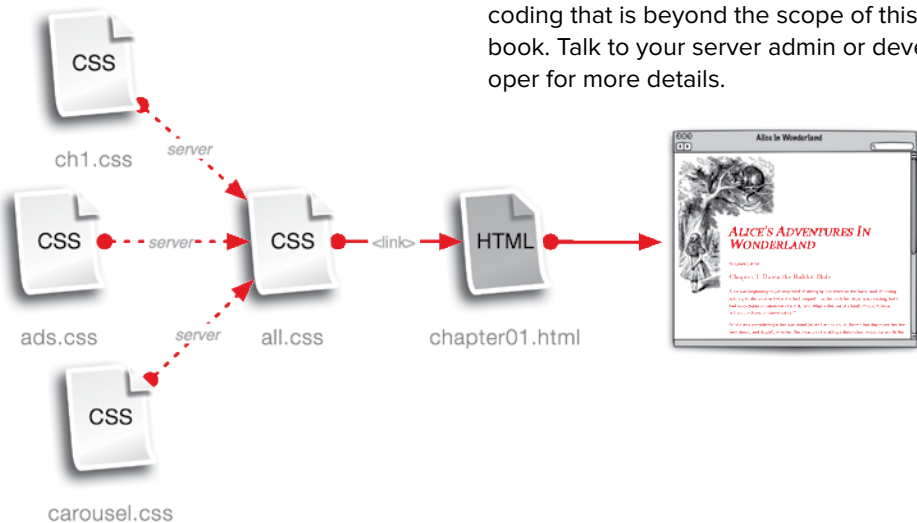 coding that is beyond the scope of this
book. Talk to your server admin or devel
oper for more details.
CSS
server
ch1.css
CSS
server
CSS
<link>
HTML
ads.css
server
all.css
chapter01.html
CSS
carousel.css
Alice In Wonderland
ALICE'S ADVENTURES IN
WONDERLAND
Chapter 1. Down the Rabbit-Hole